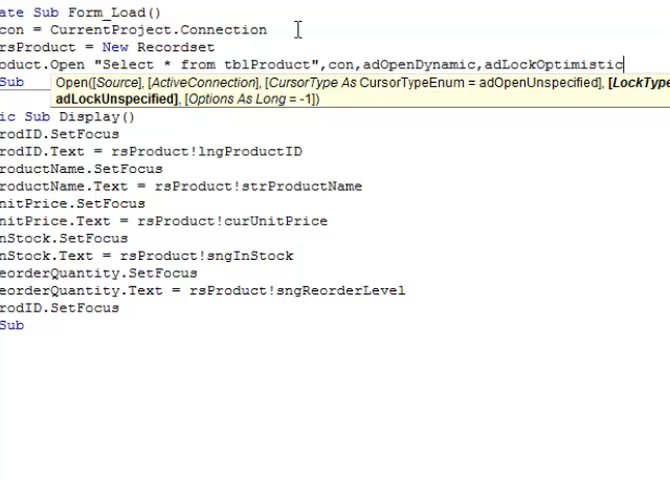 ate Sub Form_Load()
con = CurrentProject.Connection
rsProduct = New Recordset
oduct.Open "Select * from tblProduct",con,adOpenDynamic,adLockOptimistic
Sub
Open([Source], [ActiveConnection], [CursorType As CursorTypeEnum = adOpenUnspecified], [LockType
adLockUnspecified], [Options As Long = -1])
ic Sub Display()
rodID.SetFocus
rodID.Text = rsProduct!lngProductID
roductName.SetFocus
roductName.Text = rsProduct!strProductName
nitPrice.SetFocus
nitPrice.Text = rsProduct!curUnitPrice
nStock.SetFocus
nStock.Text = rsProduct!sngInStock
eorderQuantity.SetFocus
eorderQuantity.Text = rsProduct!sngReorderLevel
rodID.SetFocus
Sub